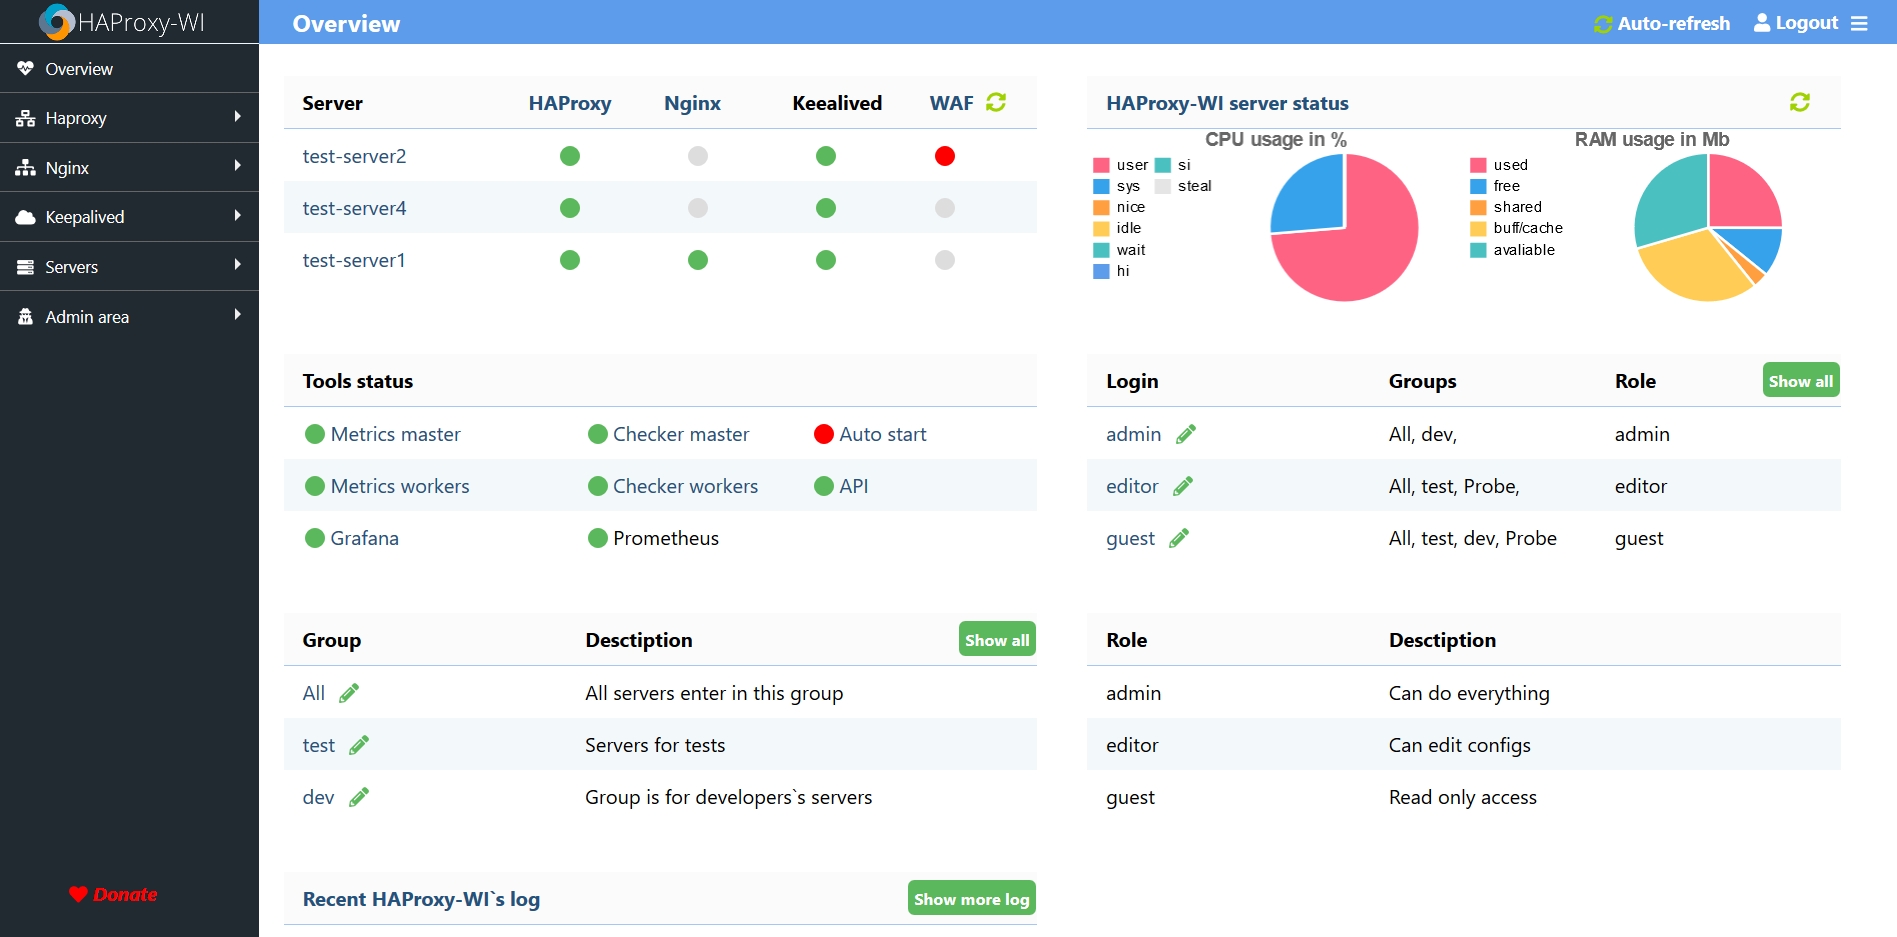 HAProxy-WI
Overview
Auto-refresh
Logout
Overview
Haproxy
Nginx
Keepalived
Servers
Admin area
Donate
Server HAProxy Nginx Keealived WAF
test-server2
test-server4
test-server1
HAProxy-WI server status
CPU usage in %
user si
sys steal
nice
idle
wait
hi
RAM usage in Mb
used
free
shared
buff/cache
avaliable
Tools status
Metrics master Checker master Auto start
Metrics workers Checker workers API
Grafana Prometheus
Login Groups Role Show all
admin All, dev, admin
editor All, test, Probe, editor
guest All, test, dev, Probe guest
Group Desctiption Show all
All All servers enter in this group
test Servers for tests
dev Group is for developers`s servers
Role Desctiption
admin Can do everything
editor Can edit configs
guest Read only access
Recent HAProxy-WI`s log Show more log